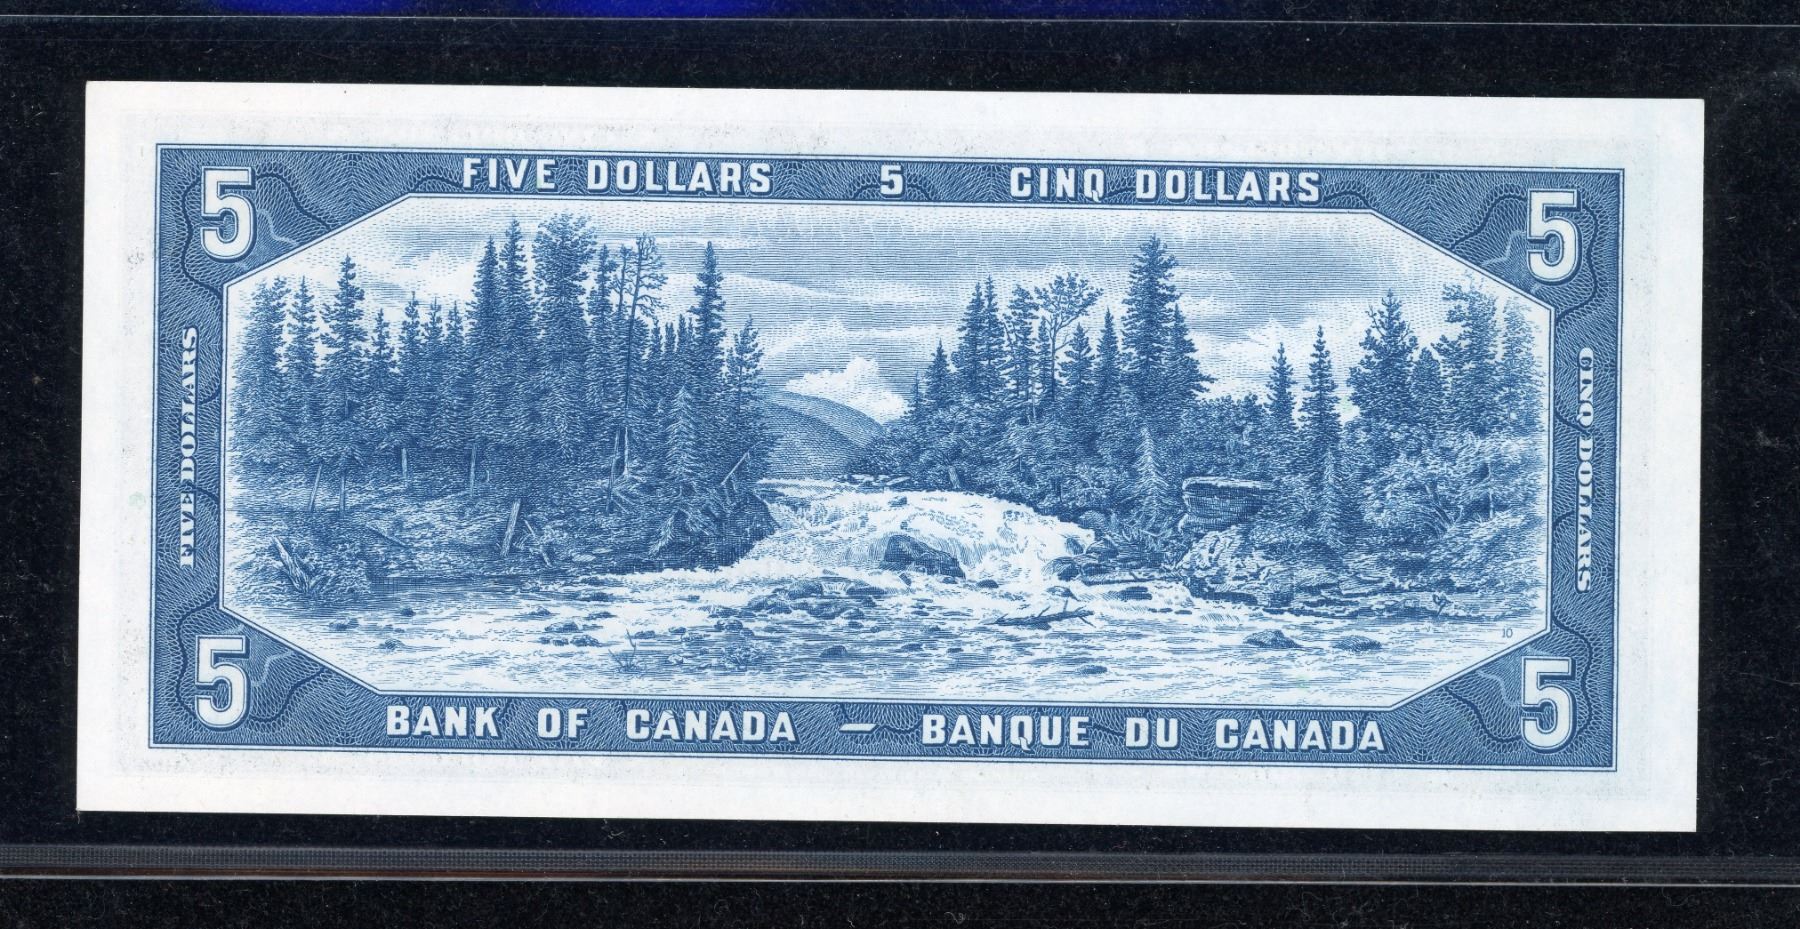 FIVE DOLLARS 5 CINQ DOLLARS
5 5
FIVE DOLLARS
CINQ DOLLARS
10
5 5
BANK OF CANADA — BANQUE DU CANADA